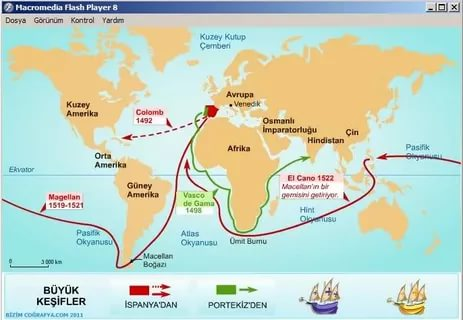 Macromedia Flash Player 8
Dosya Görünüm Kontrol Yardım
Kuzey Kutup
Çemberi
Avrupa
Venedik
Kuzey
Amerika
Colomb
1492
Osmanlı
İmparatorluğu
Çin
Hindistan
Pasifik
Okyanusu
Orta
Amerika
Afrika
Ekvator
Güney
Amerika
El Cano 1522
Macellan'ın bir
gemisini getiriyor.
Magellan
1519-1521
Vasco
de Gama
1498
Hint
Okyanusu
Pasifik
Okyanusu
Atlas
Okyanusu
Ümit Burnu
Macellan
Boğazı
0 3 000 km
BÜYÜK
KEŞİFLER
İSPANYA'DAN
PORTEKİZ'DEN
BİZİM COĞRAFYA.COM 2011